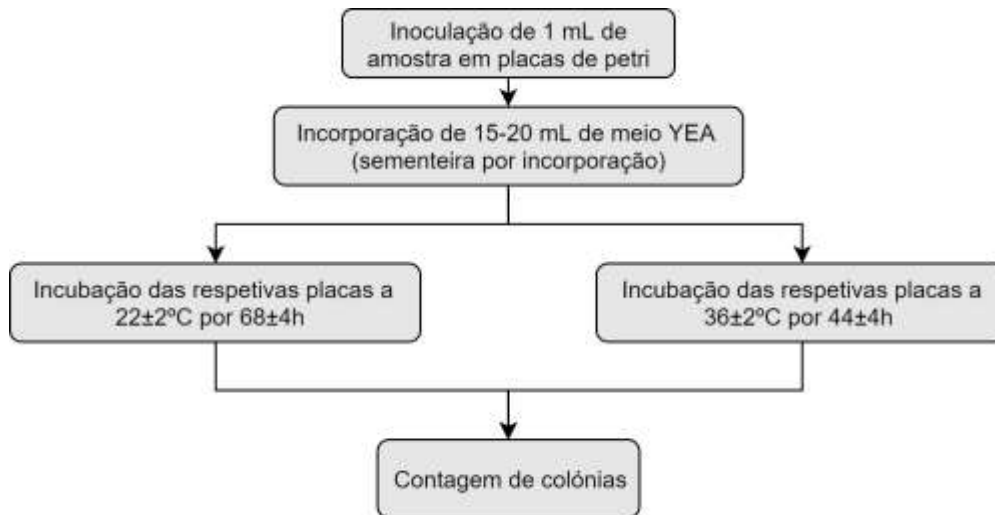 Inoculação de 1 mL de
amostra em placas de petri
Incorporação de 15-20 mL de meio YEA
(sementeira por incorporação)
Incubação das respetivas placas a
22±2ºC por 68±4h
Incubação das respetivas placas a
36±2ºC por 44±4h
Contagem de colónias